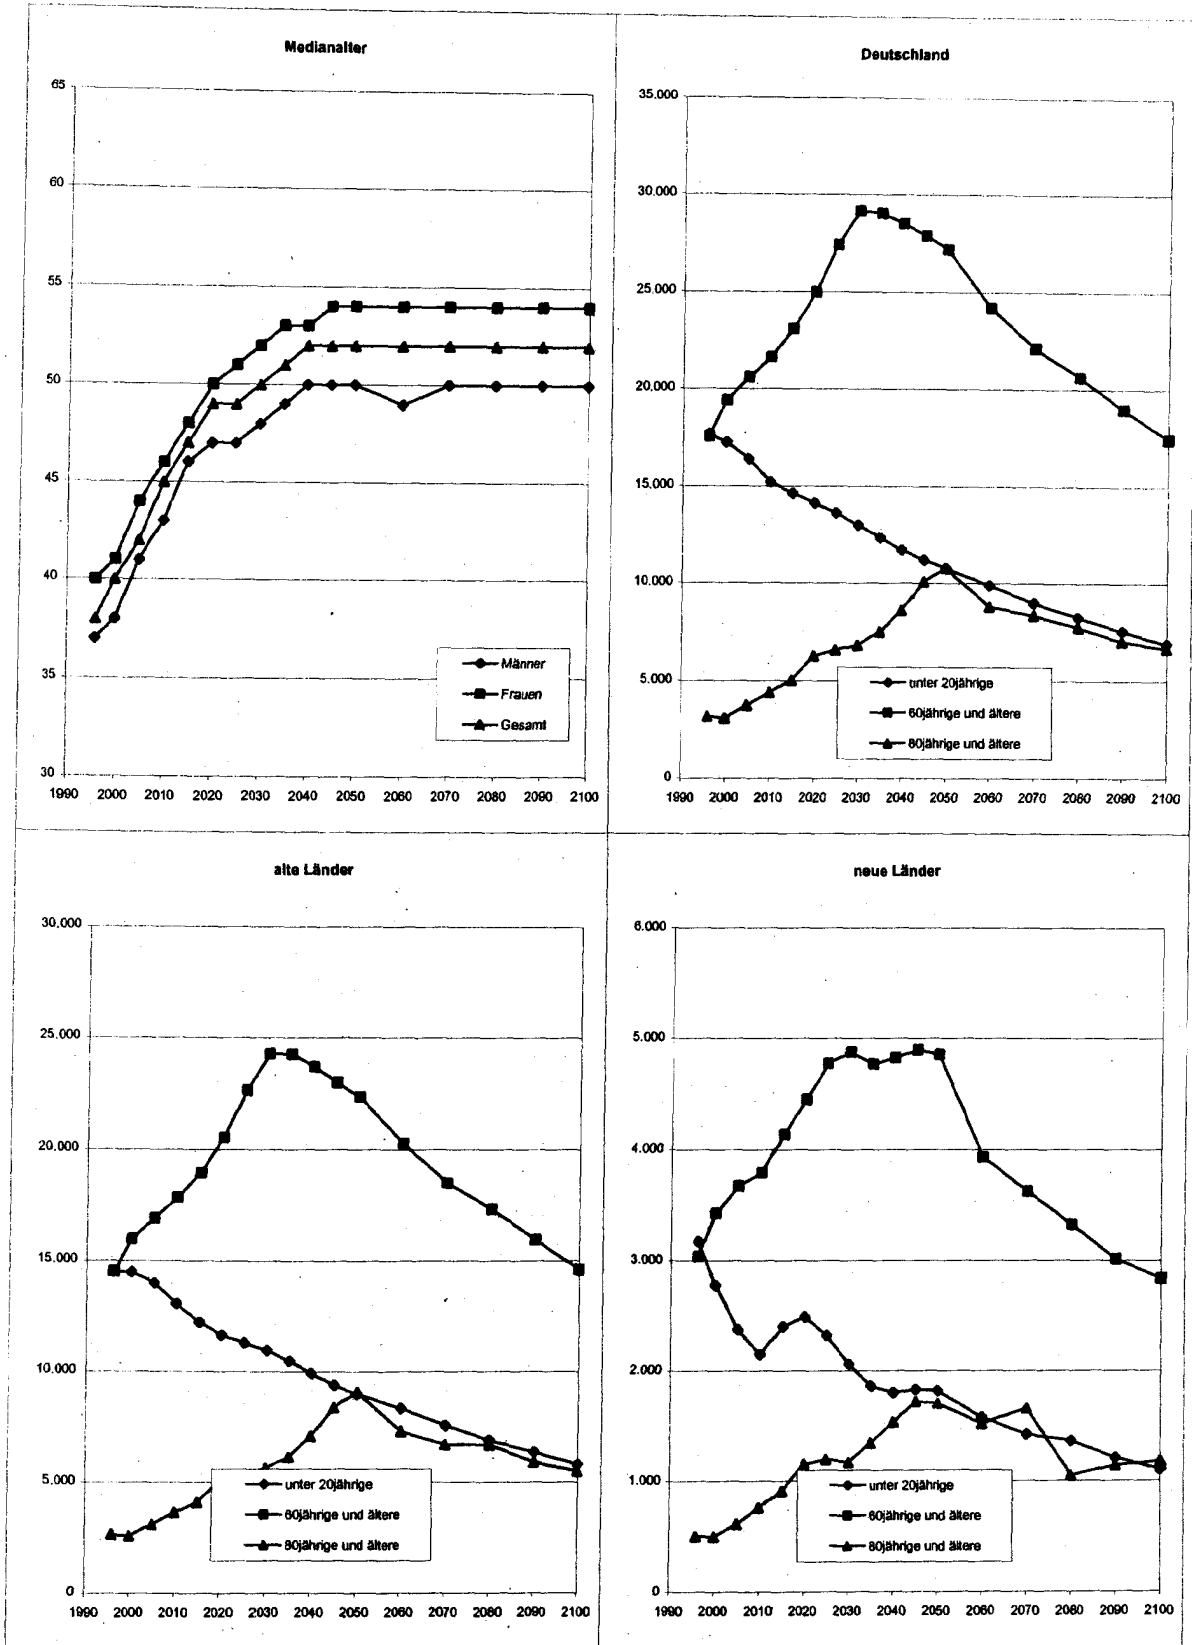 Medianalter
65
60
55
50
45
40
35
30
1990 2000 2010 2020 2030 2040 2050 2060 2070 2080 2090 2100
Männer
Frauen
Gesamt
Deutschland
35.000
30.000
25.000
20.000
15.000
10.000
5.000
0
1990 2000 2010 2020 2030 2040 2050 2060 2070 2080 2090 2100
unter 20jährige
60jährige und ältere
80jährige und ältere
alte Länder
30.000
25.000
20.000
15.000
10.000
5.000
0
1990 2000 2010 2020 2030 2040 2050 2060 2070 2080 2090 2100
unter 20jährige
60jährige und ältere
80jährige und ältere
neue Länder
6.000
5.000
4.000
3.000
2.000
1.000
0
1990 2000 2010 2020 2030 2040 2050 2060 2070 2080 2090 2100
unter 20jährige
60jährige und ältere
80jährige und ältere